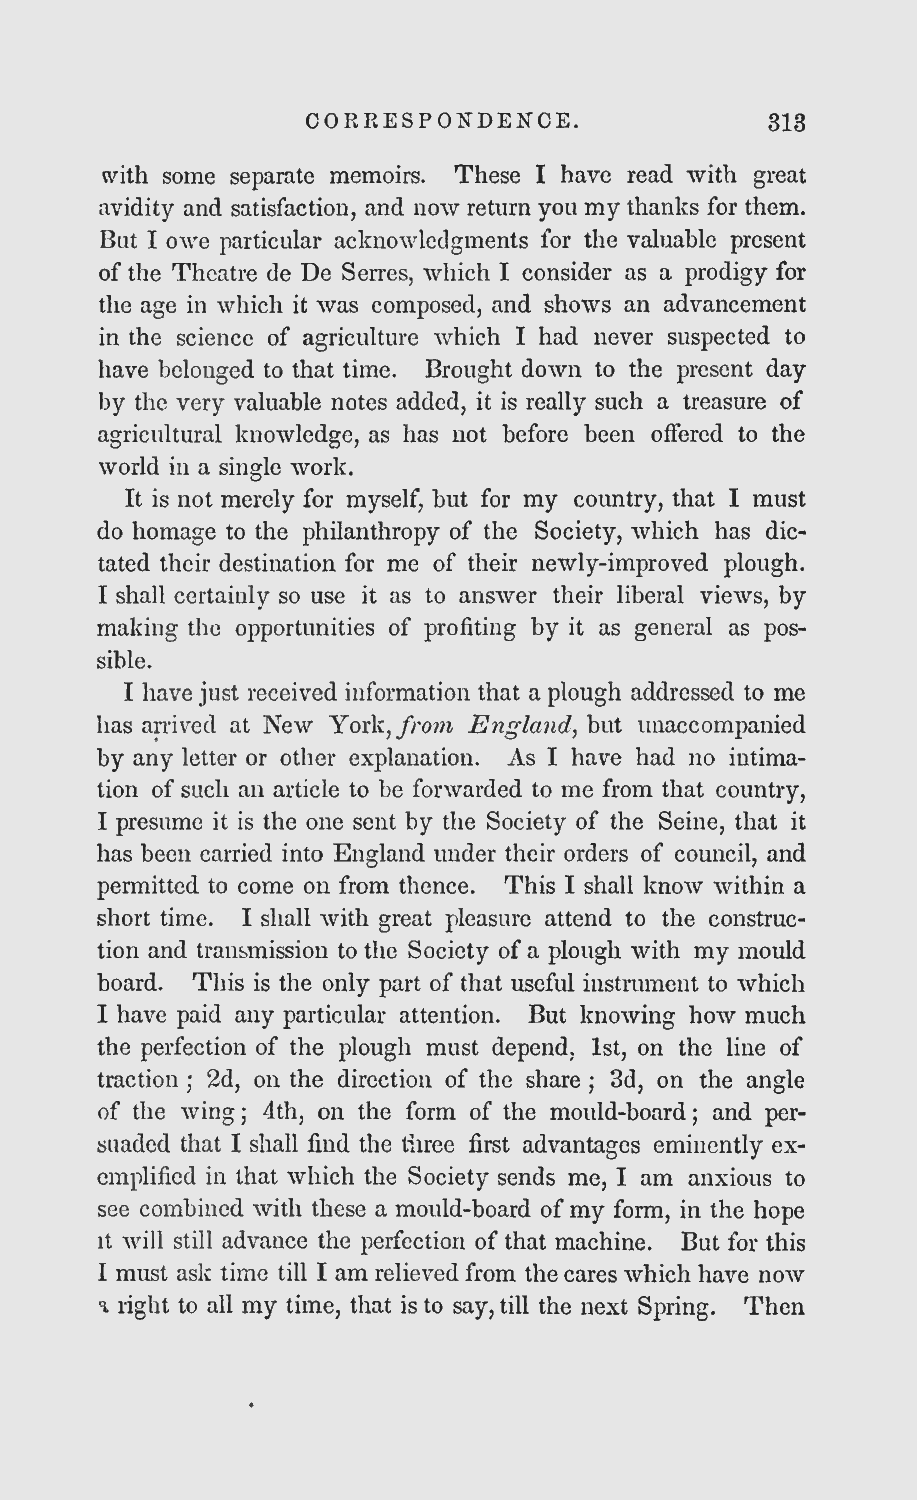 CORRESPONDENCE. 313
with some separate memoirs. These I have read with great
avidity and satisfaction, and now return you my thanks for them.
But I owe particular acknowledgments for the valuable present
of the Theatre de De Serres, which I consider as a prodigy for
the age in which it was composed, and shows an advancement
in the science of agriculture which I had never suspected to
have belonged to that time. Brought down to the present day
by the very valuable notes added, it is really such a treasure of
agricultural knowledge, as has not before been offered to the
world in a single work.
It is not merely for myself, but for my country, that I must
do homage to the philanthropy of the Society, which has dic-
tated their destination for me of their newly-improved plough.
I shall certainly so use it as to answer their liberal views, by
making the opportunities of profiting by it as general as pos-
sible.
I have just received information that a plough addressed to me
has arrived at New York, from England, but unaccompanied
by any letter or other explanation. As I have had no intima-
tion of such an article to be forwarded to me from that country,
I presume it is the one sent by the Society of the Seine, that it
has been carried into England under their orders of council, and
permitted to come on from thence. This I shall know within a
short time. I shall with great pleasure attend to the construc-
tion and transmission to the Society of a plough with my mould
board. This is the only part of that useful instrument to which
I have paid any particular attention. But knowing how much
the perfection of the plough must depend, 1st, on the line of
traction ; 2d, on the direction of the share ; 3d, on the angle
of the wing ; 4th, on the form of the mould-board ; and per-
suaded that I shall find the three first advantages eminently ex-
emplified in that which the Society sends me, I am anxious to
see combined with these a mould-board of my form, in the hope
it will still advance the perfection of that machine. But for this
I must ask time till I am relieved from the cares which have now
a right to all my time, that is to say, till the next Spring. Then